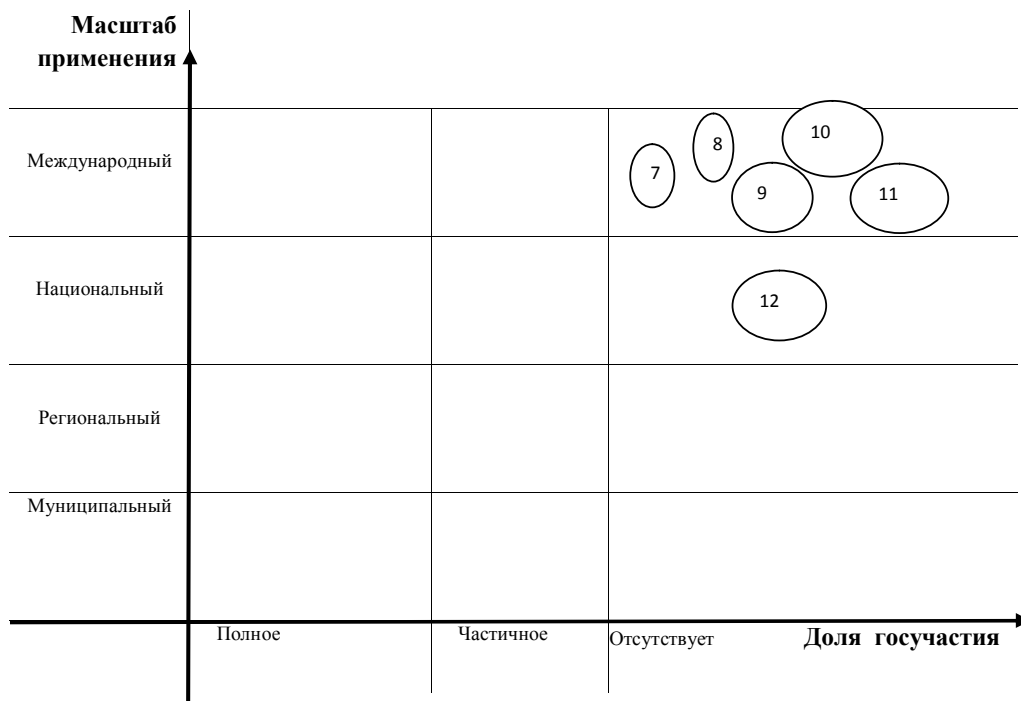 Масштаб
применения
Международный
7
8
9
10
11
Национальный
12
Региональный
Муниципальный
Полное
Частичное
Отсутствует
Доля госучастия